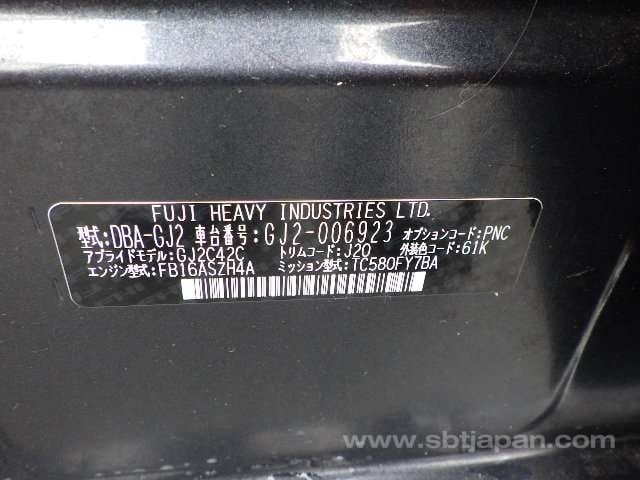 FUJI HEAVY INDUSTRIES LTD.
型式:DBA-GJ2 車台番号:GJ2-006923 オプションコード:PNC
アプライドモデル:GJ2C42C トリムコード:J20 外装色コード:61K
エンジン型式:FB16ASZH4A ミッション型式:TC580FY7BA
www.sbtjapan.com